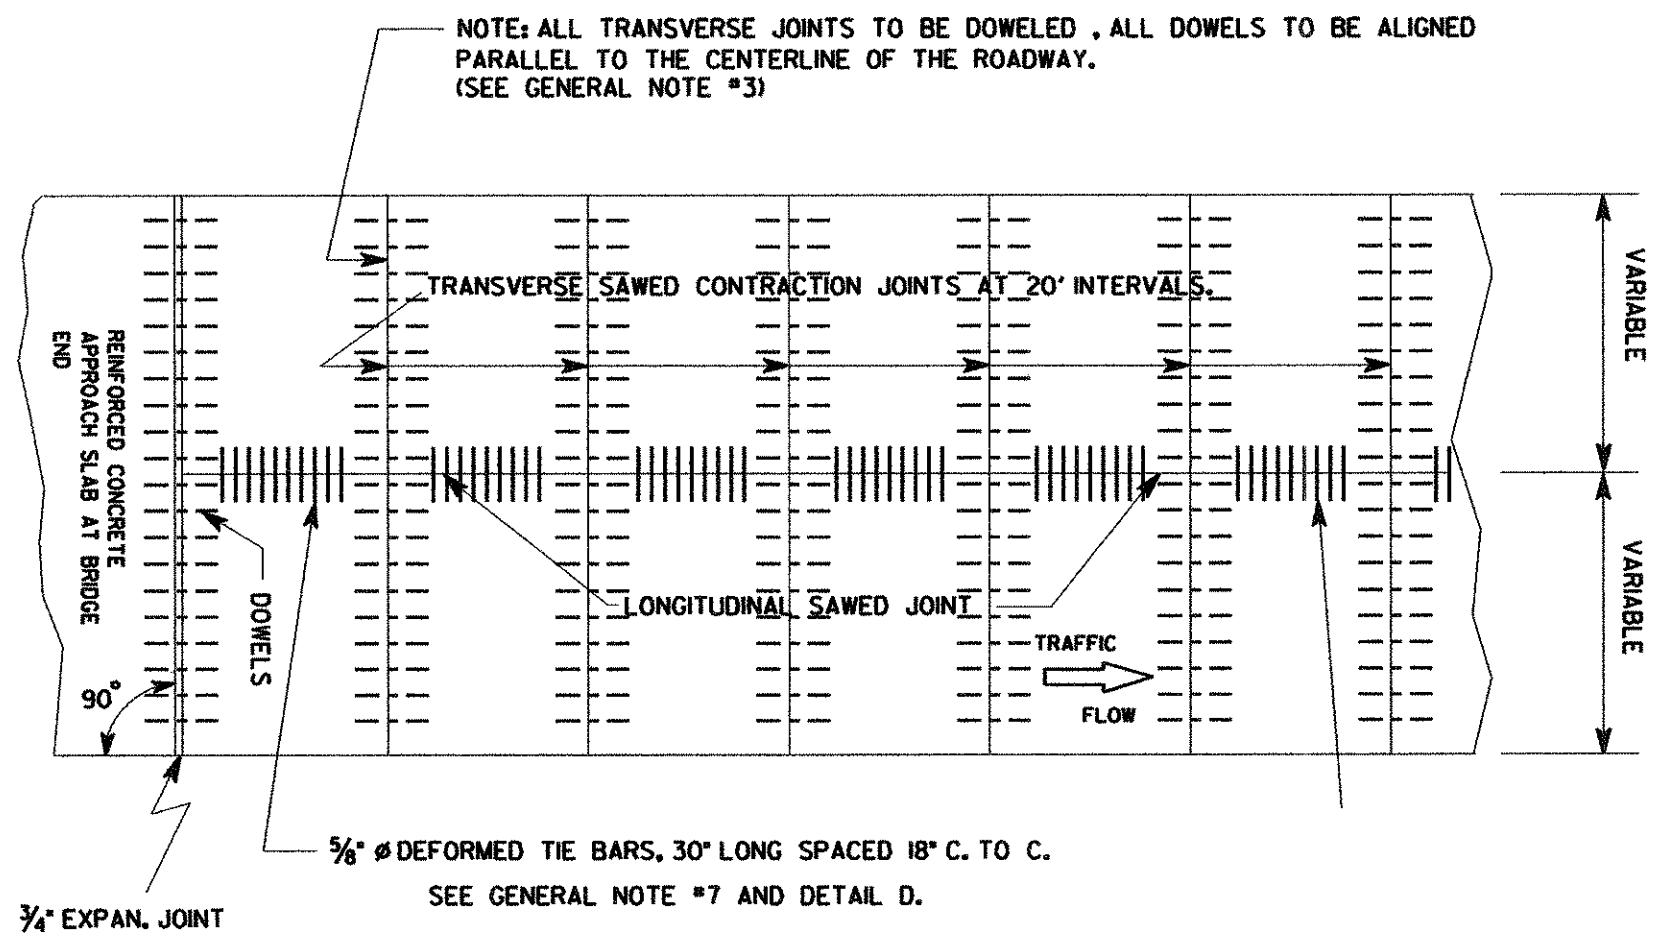 NOTE: ALL TRANSVERSE JOINTS TO BE DOWELED , ALL DOWELS TO BE ALIGNED
PARALLEL TO THE CENTERLINE OF THE ROADWAY.
(SEE GENERAL NOTE #3)
TRANSVERSE SAWED CONTRACTION JOINTS AT 20' INTERVALS.
VARIABLE
REINFORCED CONCRETE
APPROACH SLAB AT BRIDGE
END
DOWELS
LONGITUDINAL SAWED JOINT
VARIABLE
TRAFFIC
FLOW
90°
5/8" ø DEFORMED TIE BARS, 30" LONG SPACED 18" C. TO C.
SEE GENERAL NOTE #7 AND DETAIL D.
3/4" EXPAN. JOINT